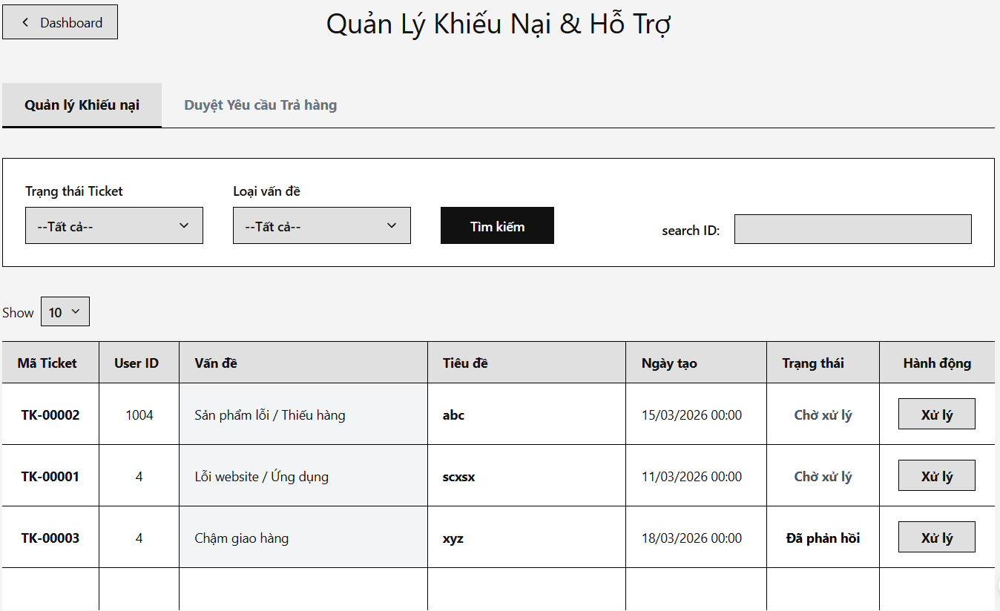 Dashboard
Quản Lý Khiếu Nại & Hỗ Trợ
Quản lý Khiếu nại
Duyệt Yêu cầu Trả hàng
Trạng thái Ticket
Loại vấn đề
--Tất cả--
--Tất cả--
Tìm kiếm
search ID:
Show 10
Mã Ticket User ID Vấn đề Tiêu đề Ngày tạo Trạng thái Hành động
TK-00002 1004 Sản phẩm lỗi / Thiếu hàng abc 15/03/2026 00:00 Chờ xử lý Xử lý
TK-00001 4 Lỗi website / Ứng dụng scxsx 11/03/2026 00:00 Chờ xử lý Xử lý
TK-00003 4 Chậm giao hàng xyz 18/03/2026 00:00 Đã phản hồi Xử lý